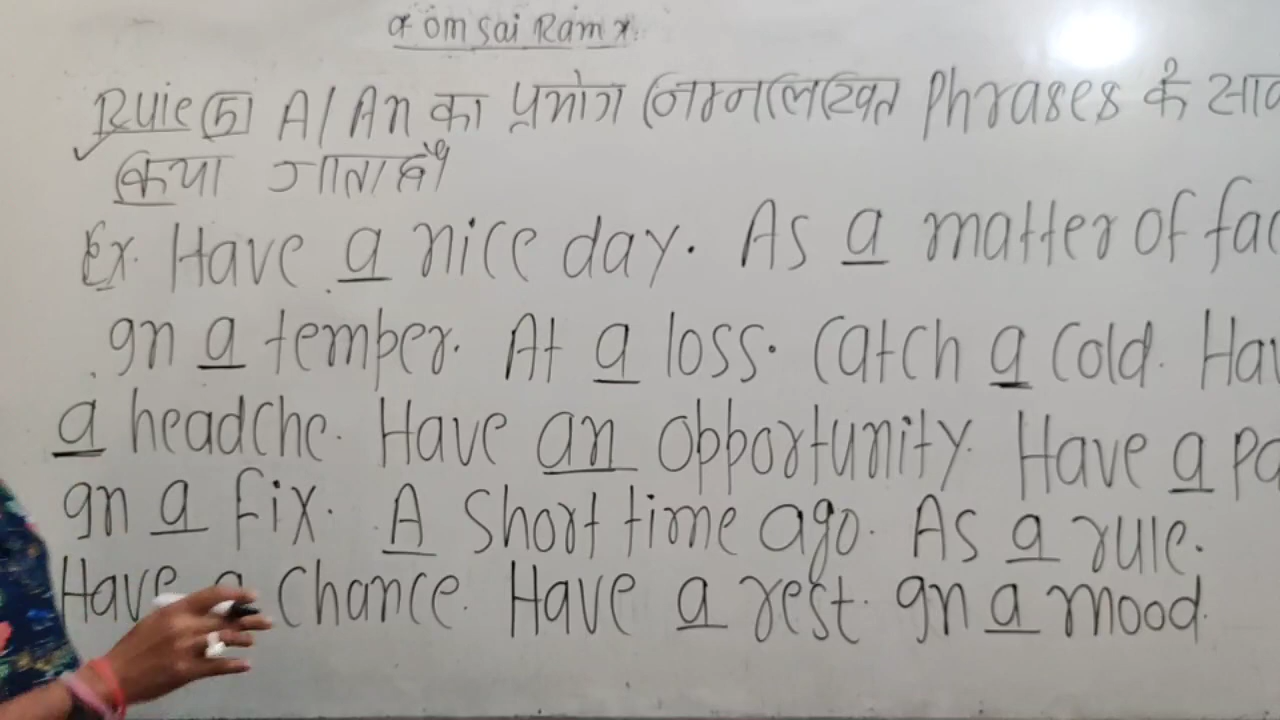 Om Sai Ram
Rule 5 A/An का प्रयोग निम्नलिखित Phrases के
किया जाता है
Ex. Have a nice day. As a matter of
In a temper. At a loss. Catch a cold.
a headche. Have an opportunity. Have a
In a fix. A short time ago. As a rule.
Have a chance. Have a rest. In a mood.